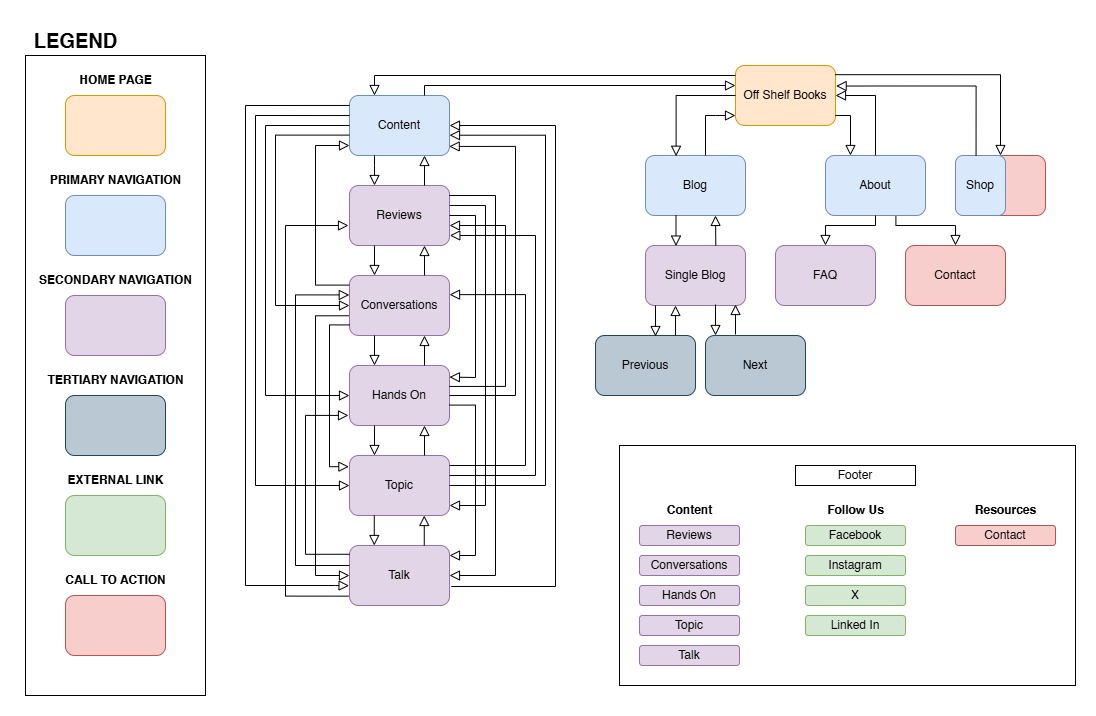 LEGEND
HOME PAGE
PRIMARY NAVIGATION
SECONDARY NAVIGATION
TERTIARY NAVIGATION
EXTERNAL LINK
CALL TO ACTION
Content
Reviews
Conversations
Hands On
Topic
Talk
Off Shelf Books
Blog
About
Shop
Single Blog
FAQ
Contact
Previous
Next
Footer
Content
Reviews
Conversations
Hands On
Topic
Talk
Follow Us
Facebook
Instagram
X
Linked In
Resources
Contact